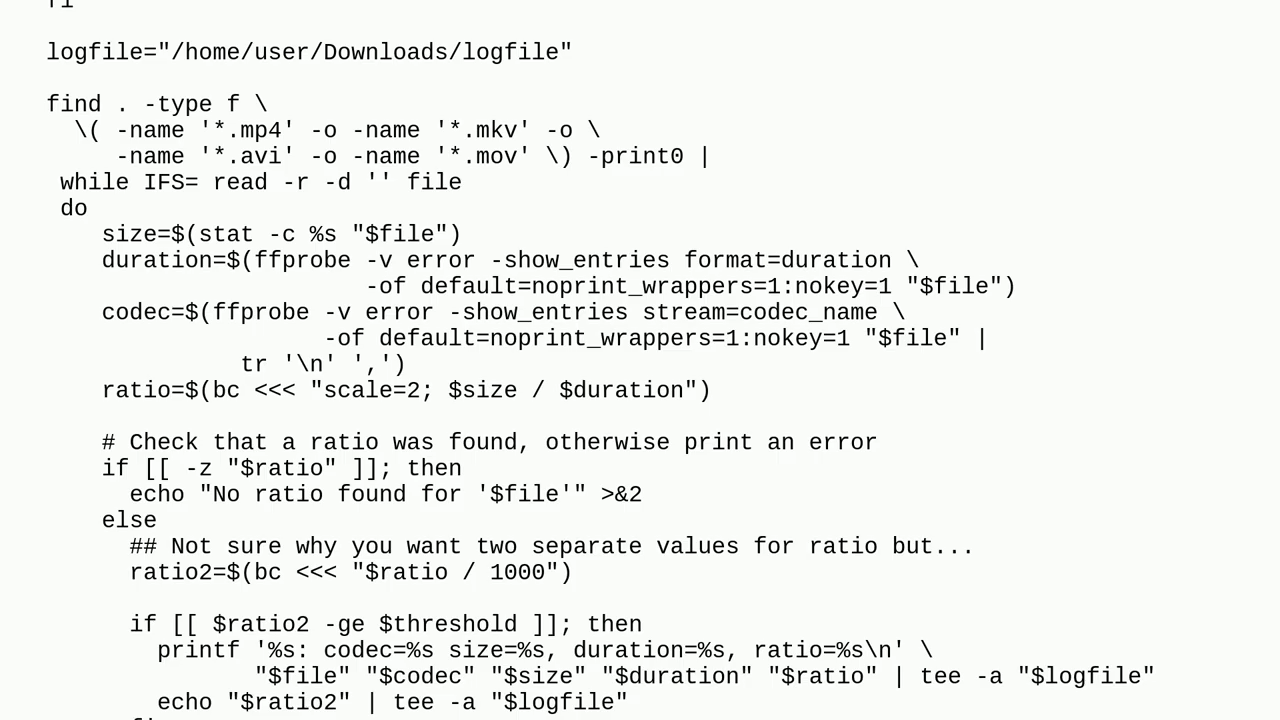 fi
logfile="/home/user/Downloads/logfile"
find . -type f \
\( -name '*.mp4' -o -name '*.mkv' -o \
-name '*.avi' -o -name '*.mov' \) -print0 |
while IFS= read -r -d '' file
do
size=$(stat -c %s "$file")
duration=$(ffprobe -v error -show_entries format=duration \
-of default=noprint_wrappers=1:nokey=1 "$file")
codec=$(ffprobe -v error -show_entries stream=codec_name \
-of default=noprint_wrappers=1:nokey=1 "$file" |
tr '\n' ',')
ratio=$(bc <<< "scale=2; $size / $duration")
# Check that a ratio was found, otherwise print an error
if [[ -z "$ratio" ]]; then
echo "No ratio found for '$file'" >&2
else
## Not sure why you want two separate values for ratio but...
ratio2=$(bc <<< "$ratio / 1000")
if [[ $ratio2 -ge $threshold ]]; then
printf '%s: codec=%s size=%s, duration=%s, ratio=%s\n' \
"$file" "$codec" "$size" "$duration" "$ratio" | tee -a "$logfile"
echo "$ratio2" | tee -a "$logfile"